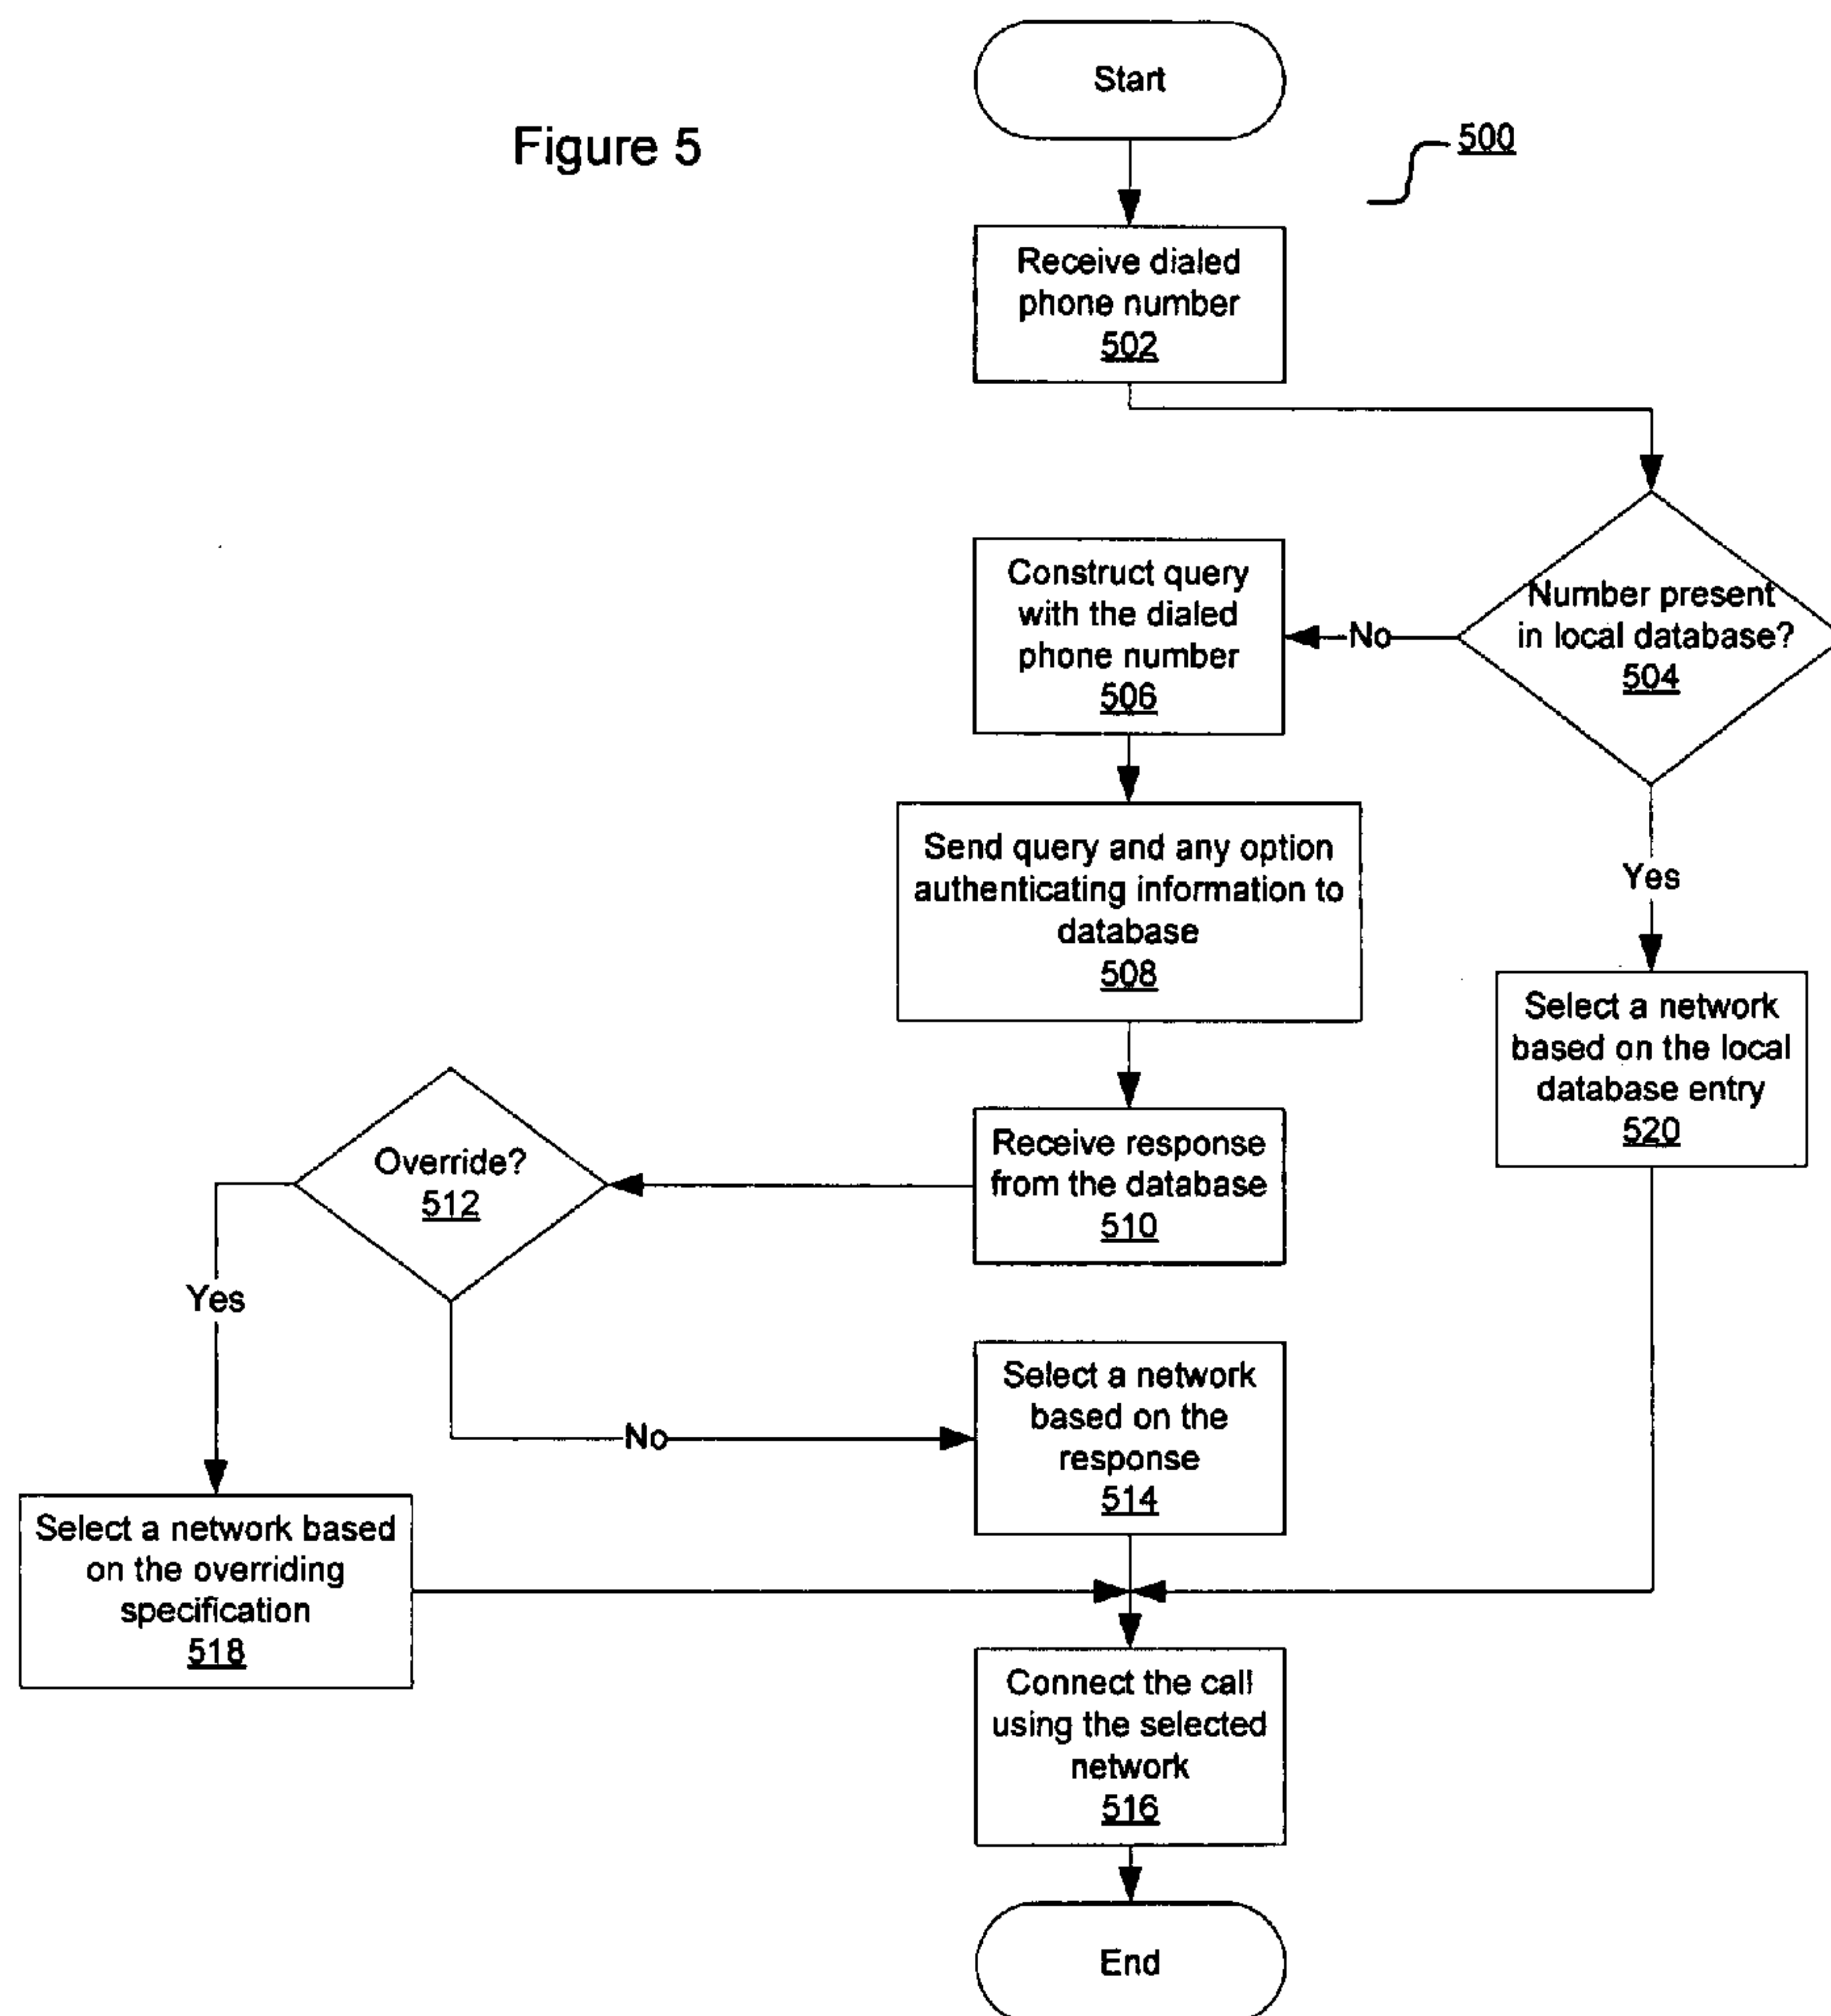 Start
Figure 5
500
Receive dialed
phone number
502
Construct query
with the dialed
phone number
506
No
Number present
in local database?
504
Send query and any option
authenticating information to
database
508
Yes
Select a network
based on the local
database entry
520
Receive response
from the database
510
Override?
512
Yes
No
Select a network
based on the
response
514
Select a network based
on the overriding
specification
518
Connect the call
using the selected
network
516
End